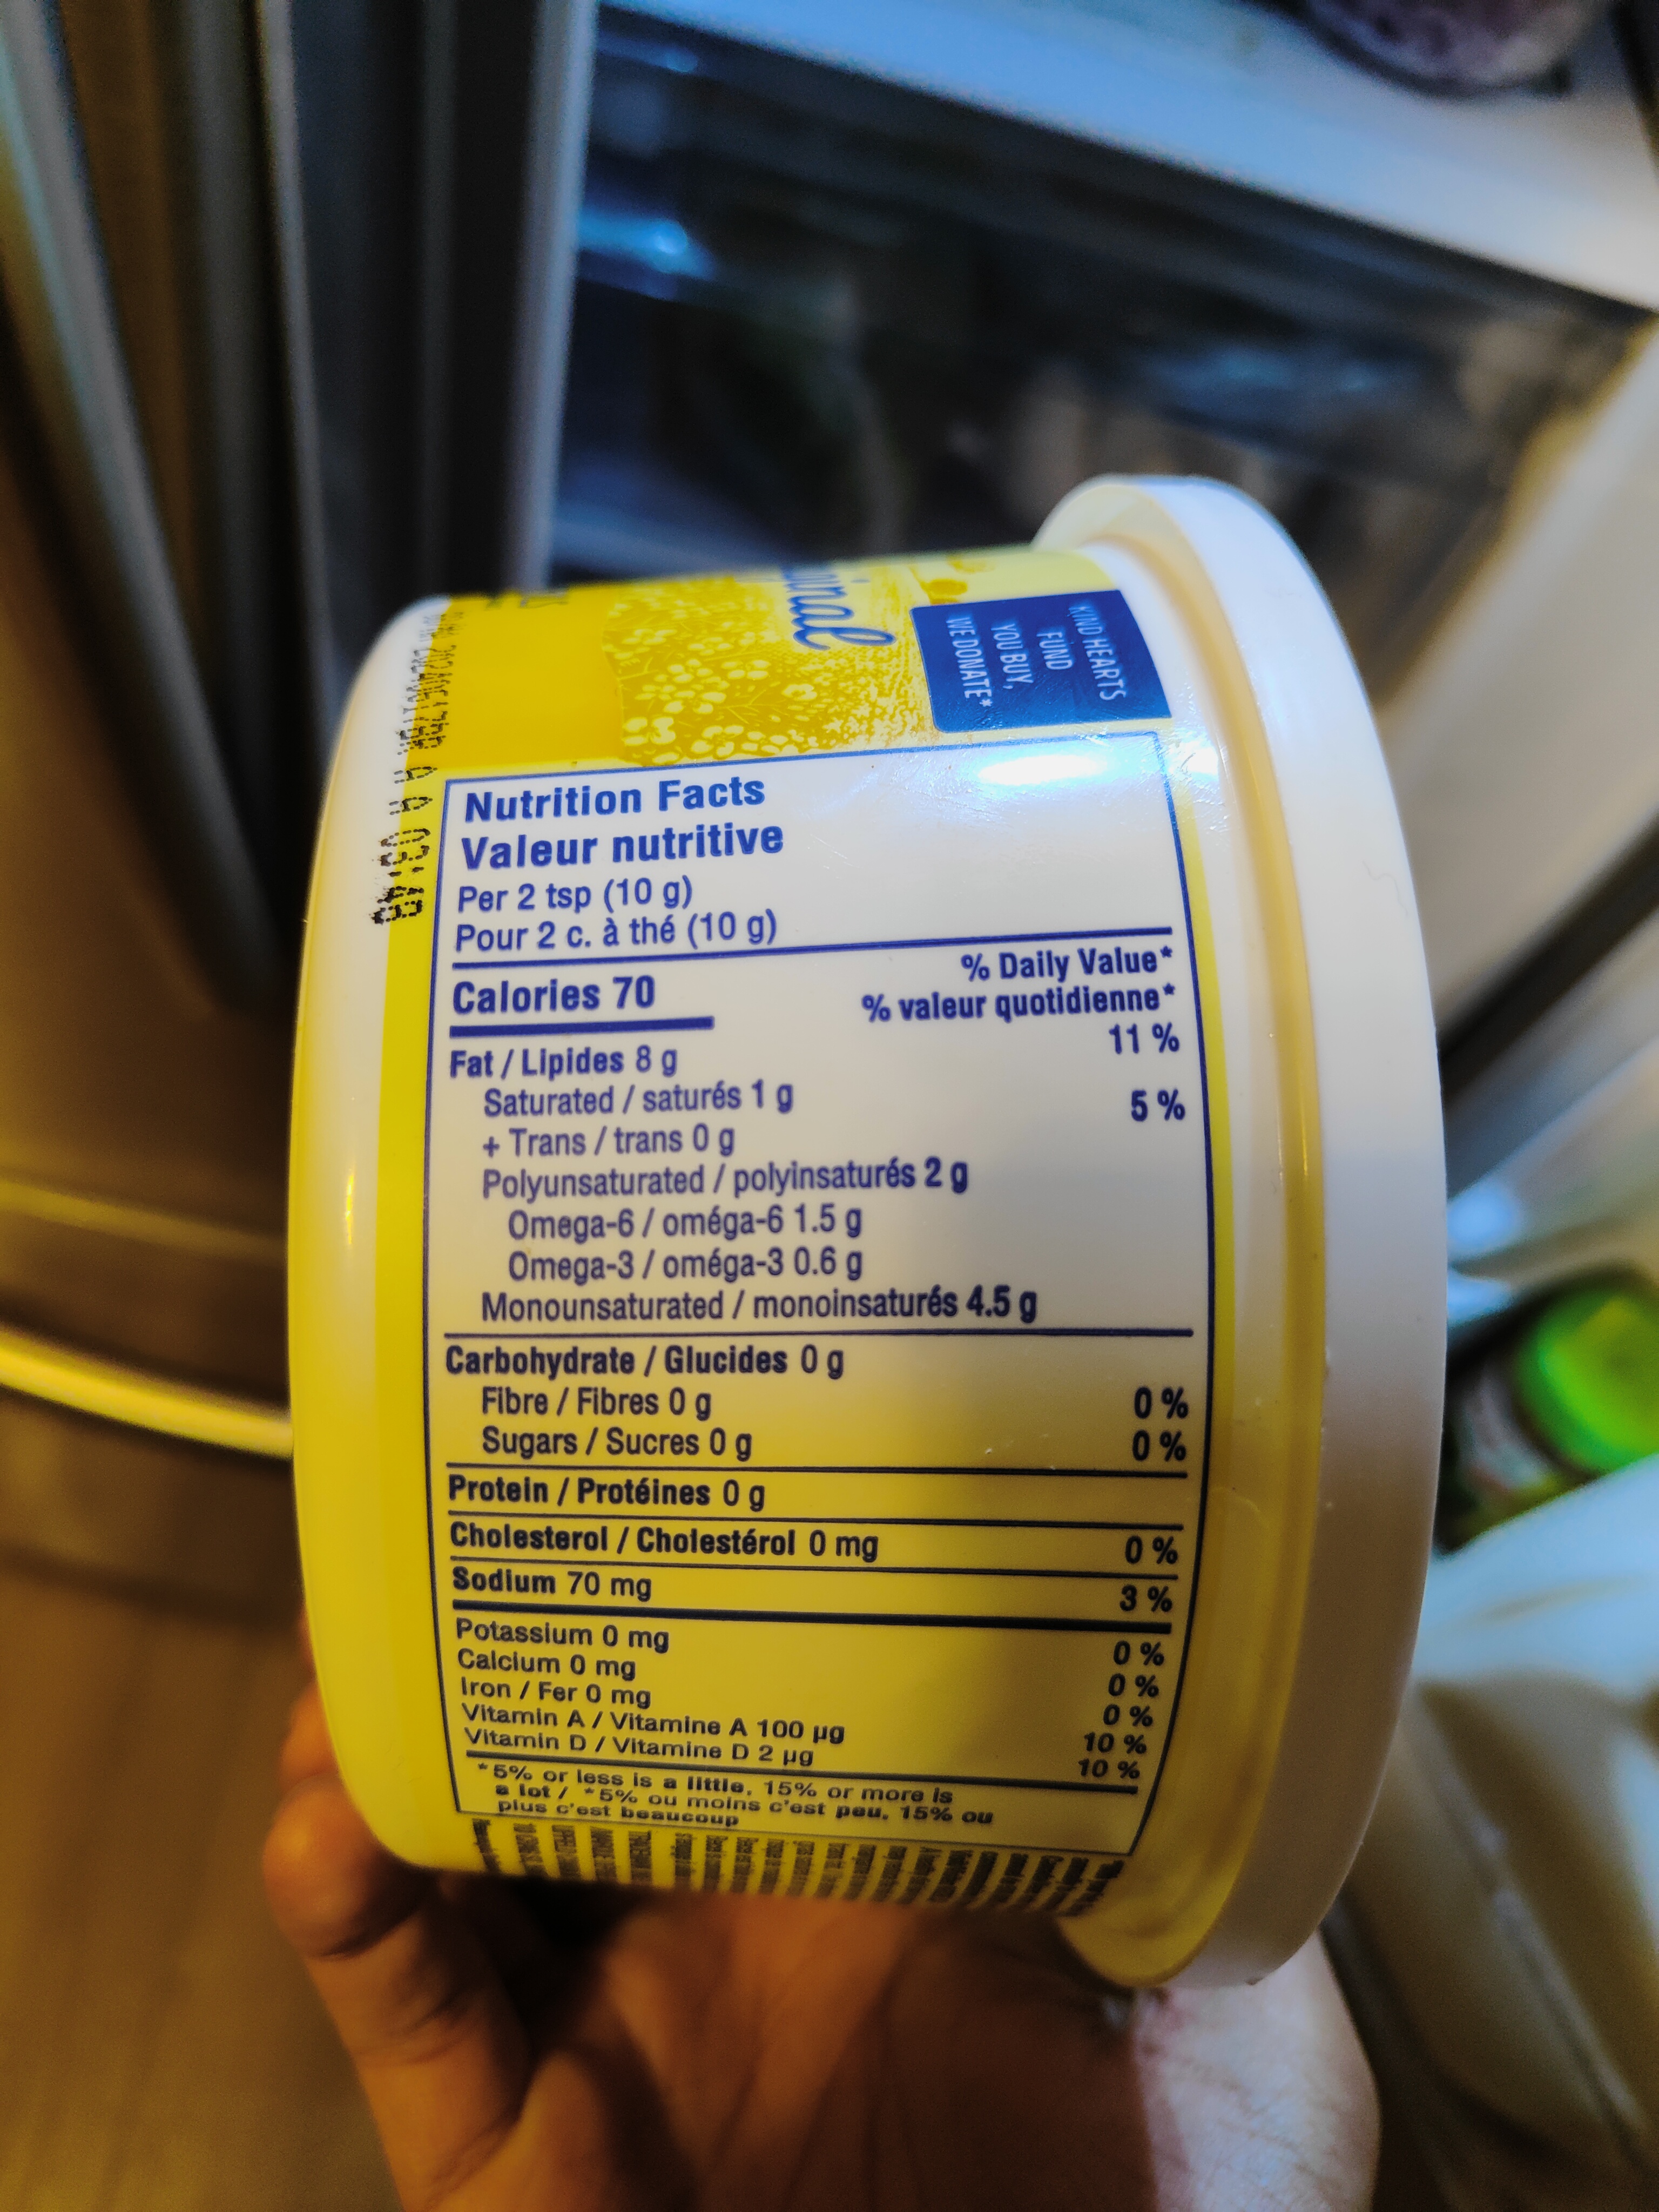 inal
KIND HEARTS
FUND
YOU BUY,
WE DONATE*
Nutrition Facts
Valeur nutritive
Per 2 tsp (10 g)
Pour 2 c. à thé (10 g)
% Daily Value*
% valeur quotidienne*
Calories 70
Fat / Lipides 8 g 11 %
Saturated / saturés 1 g 5 %
+ Trans / trans 0 g
Polyunsaturated / polyinsaturés 2 g
Omega-6 / oméga-6 1.5 g
Omega-3 / oméga-3 0.6 g
Monounsaturated / monoinsaturés 4.5 g
Carbohydrate / Glucides 0 g
Fibre / Fibres 0 g 0 %
Sugars / Sucres 0 g 0 %
Protein / Protéines 0 g
Cholesterol / Cholestérol 0 mg 0 %
Sodium 70 mg 3 %
Potassium 0 mg 0 %
Calcium 0 mg 0 %
Iron / Fer 0 mg 0 %
Vitamin A / Vitamine A 100 µg 10 %
Vitamin D / Vitamine D 2 µg 10 %
*5% or less is a little, 15% or more is
a lot / *5% ou moins c'est peu, 15% ou
plus c'est beaucoup